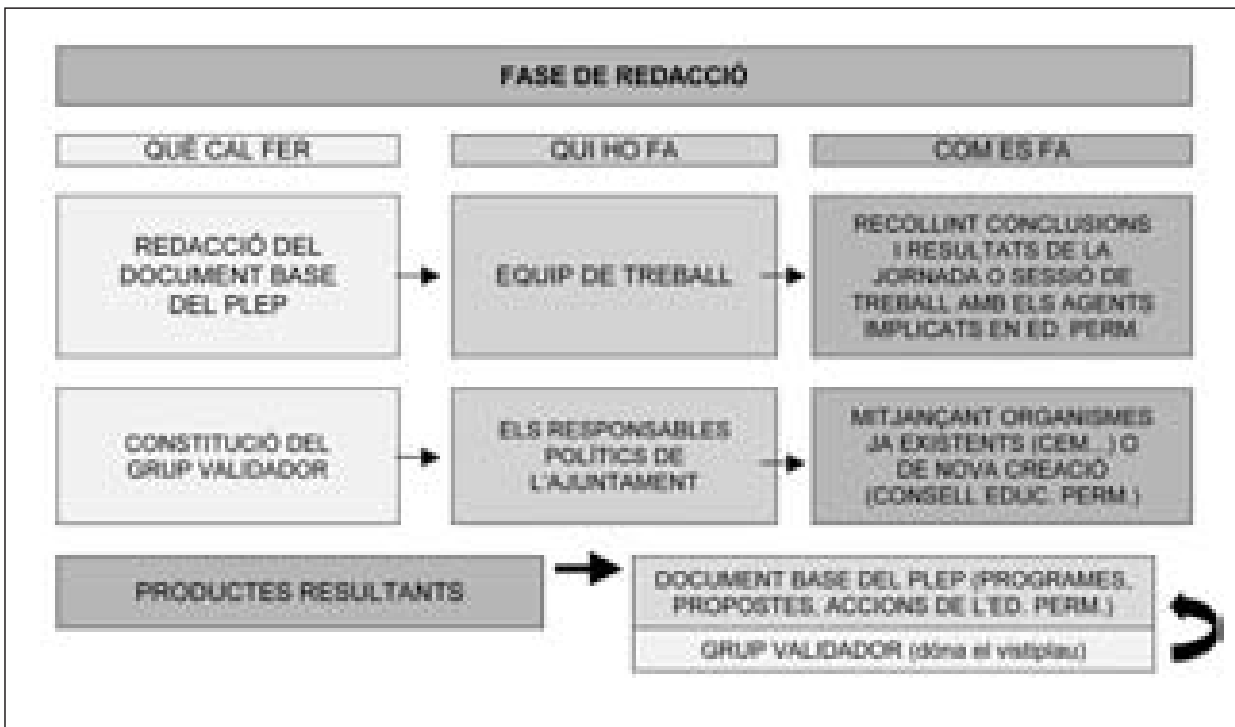 FASE DE REDACCIÓ
QUÈ CAL FER
QUI HO FA
COM ES FA
REDACCIÓ DEL
DOCUMENT BASE
DEL PLEP
EQUIP DE TREBALL
RECOLLINT CONCLUSIONS
I RESULTATS DE LA
JORNADA O SESSIÓ DE
TREBALL AMB ELS AGENTS
IMPLICATS EN ED. PERM.
CONSTITUCIÓ DEL
GRUP VALIDADOR
ELS RESPONSABLES
POLÍTICS DE
L'AJUNTAMENT
MITJANÇANT ORGANISMES
JA EXISTENTS (CEM...) O
DE NOVA CREACIÓ
(CONSELL EDUC. PERM.)
PRODUCTES RESULTANTS
DOCUMENT BASE DEL PLEP (PROGRAMES,
PROPOSTES, ACCIONS DE L'ED. PERM.)
GRUP VALIDADOR (dóna el vistiplau)